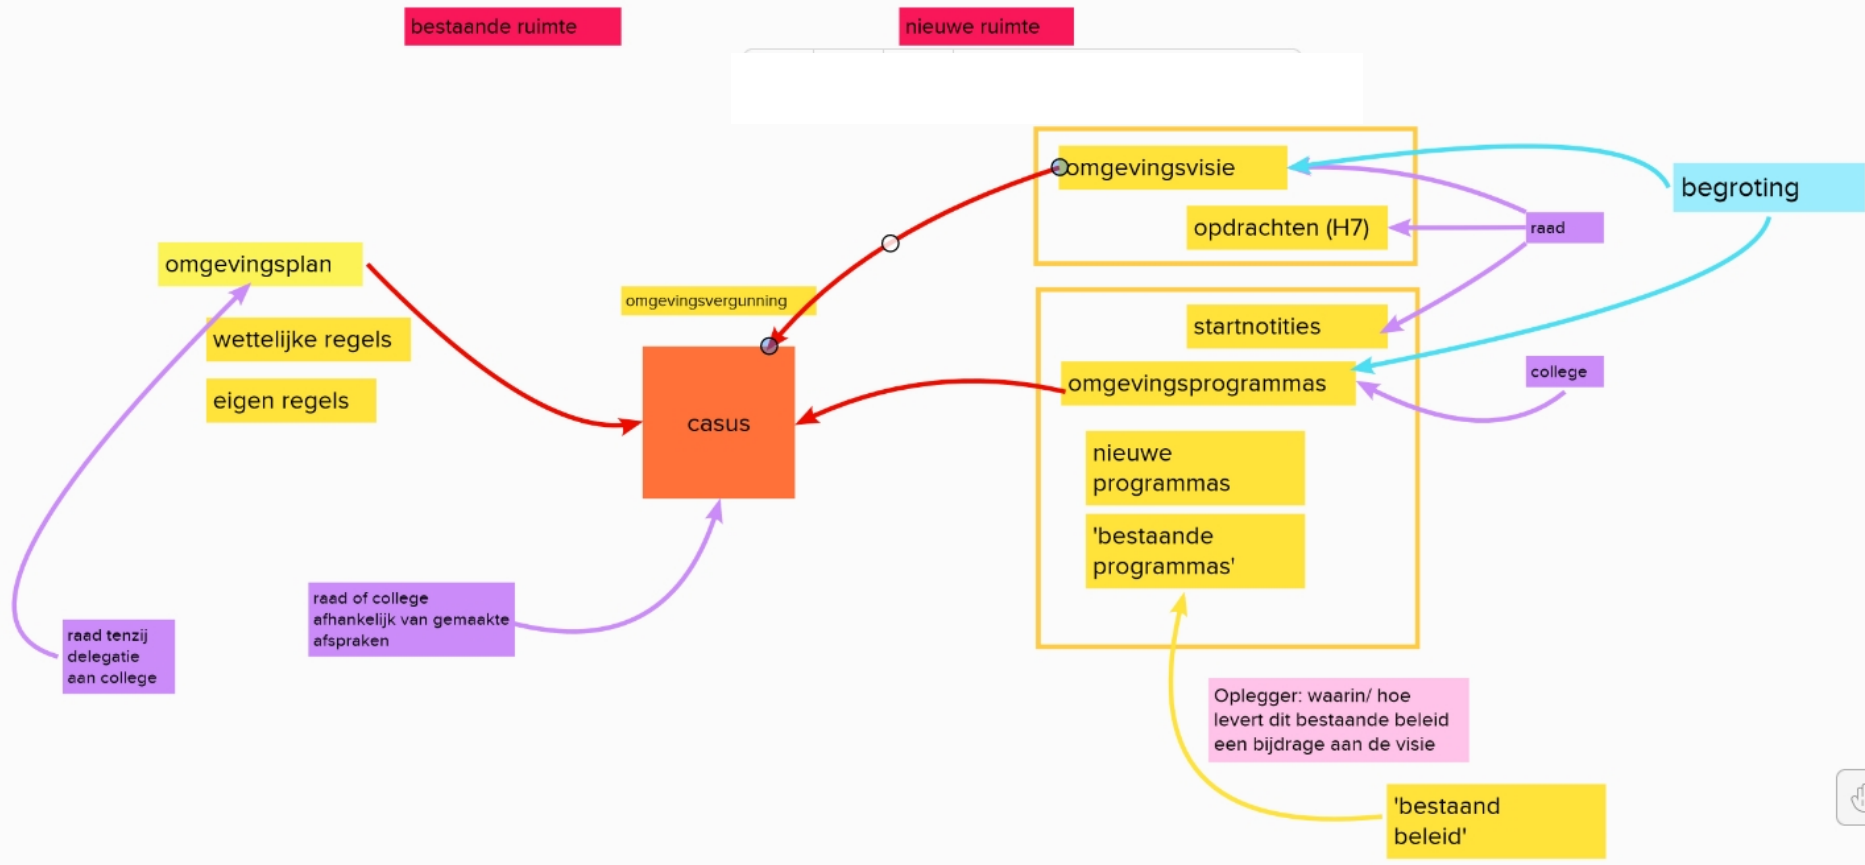 bestaande ruimte
nieuwe ruimte
omgevingsvisie
opdrachten (H7)
begroting
raad
omgevingsplan
wettelijke regels
eigen regels
omgevingsvergunning
casus
startnotities
omgevingsprogrammas
college
nieuwe
programmas
'bestaande
programmas'
raad of college
afhankelijk van gemaakte
afspraken
raad tenzij
delegatie
aan college
Oplegger: waarin/ hoe
levert dit bestaande beleid
een bijdrage aan de visie
'bestaand
beleid'